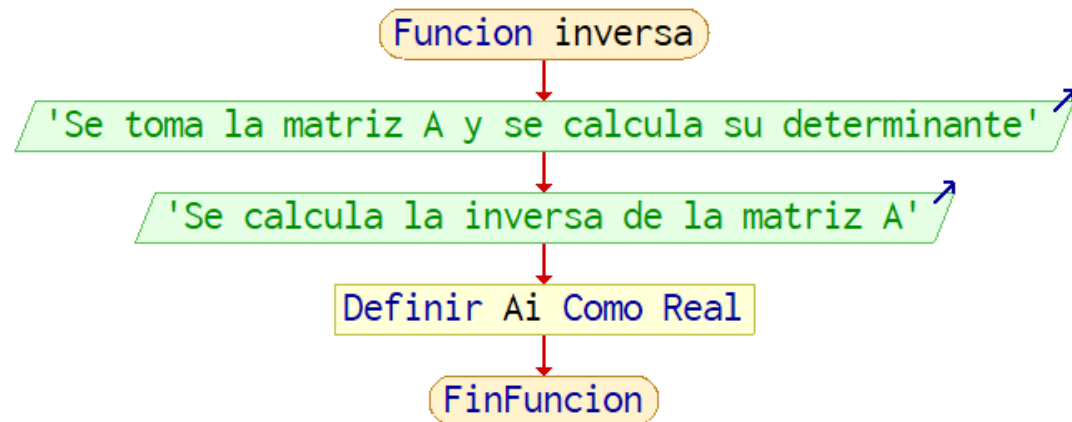 Funcion inversa
'Se toma la matriz A y se calcula su determinante'
'Se calcula la inversa de la matriz A'
Definir Ai Como Real
FinFuncion